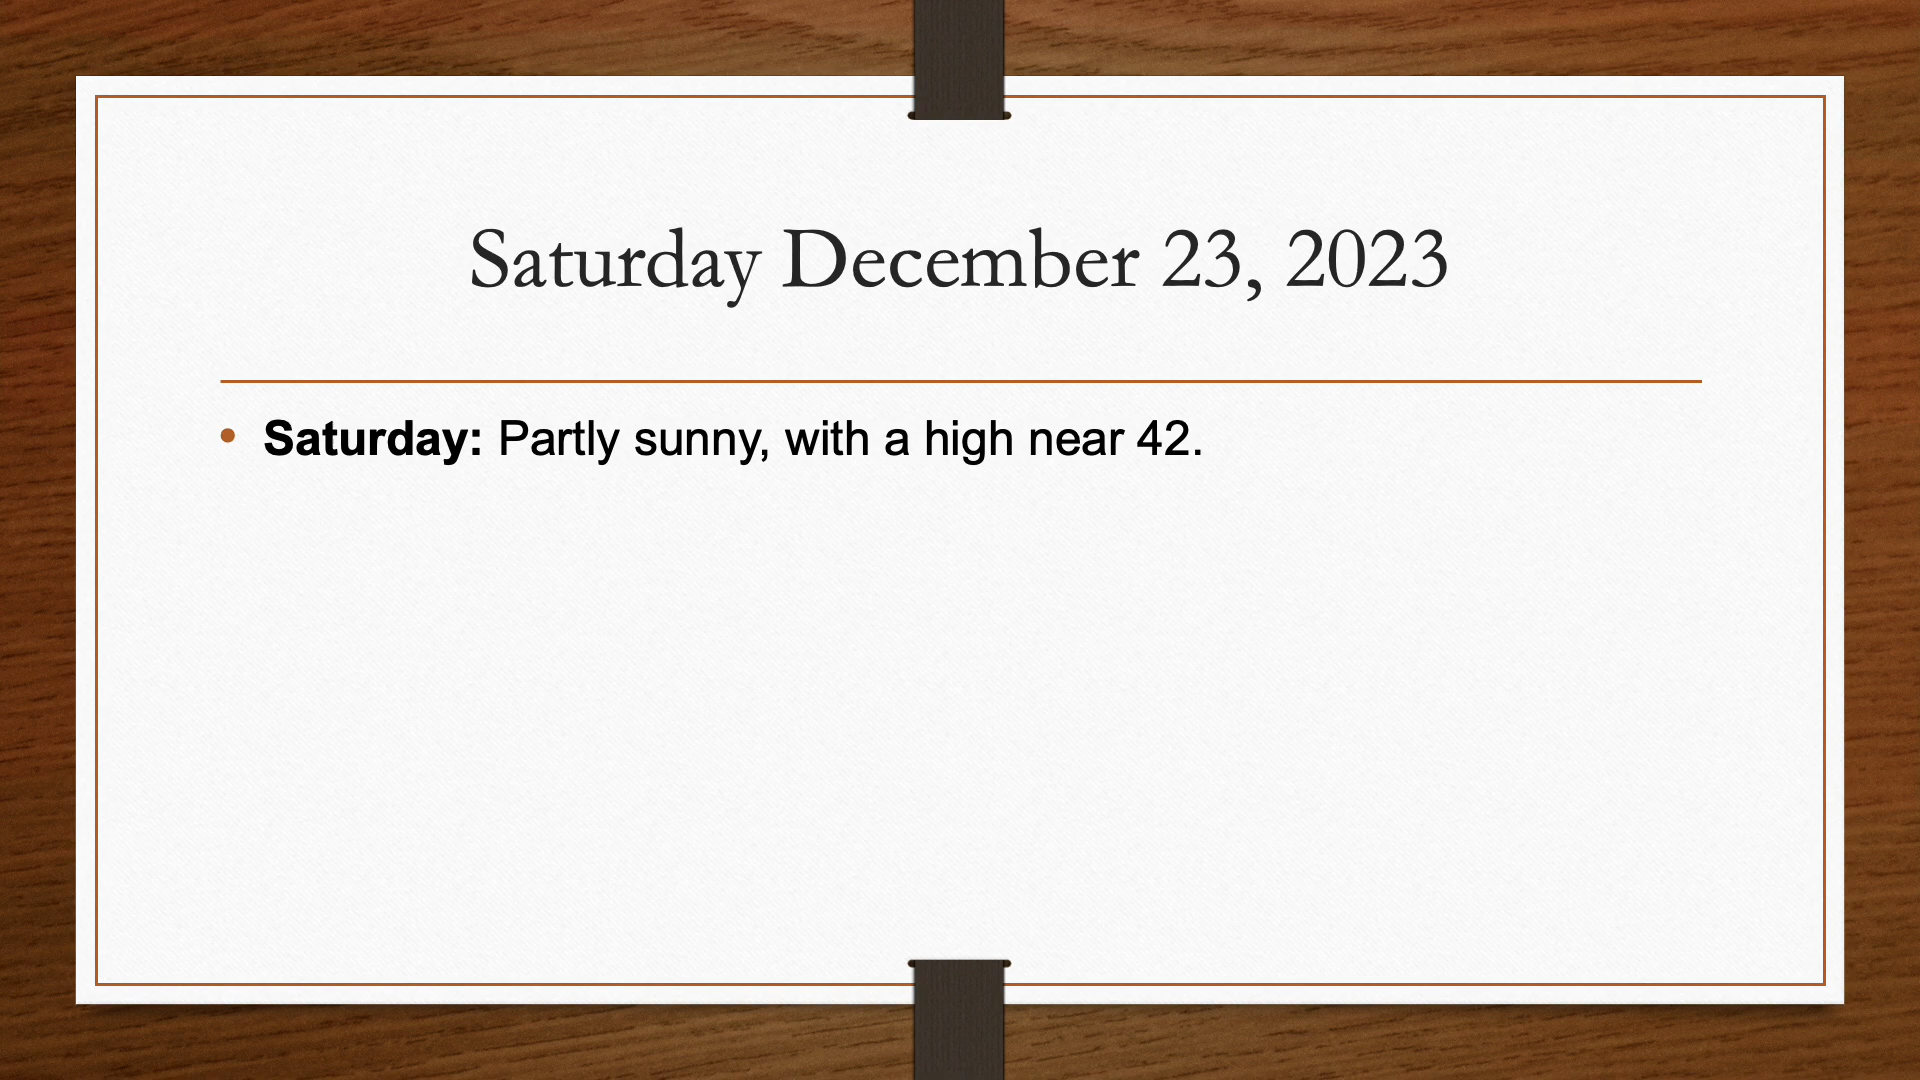 Saturday December 23, 2023
• Saturday: Partly sunny, with a high near 42.